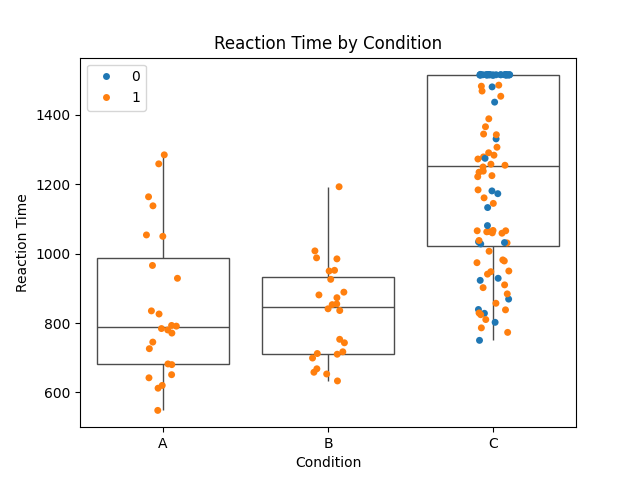 Reaction Time by Condition
0
1
Reaction Time
1400
1200
1000
800
600
A
B
C
Condition